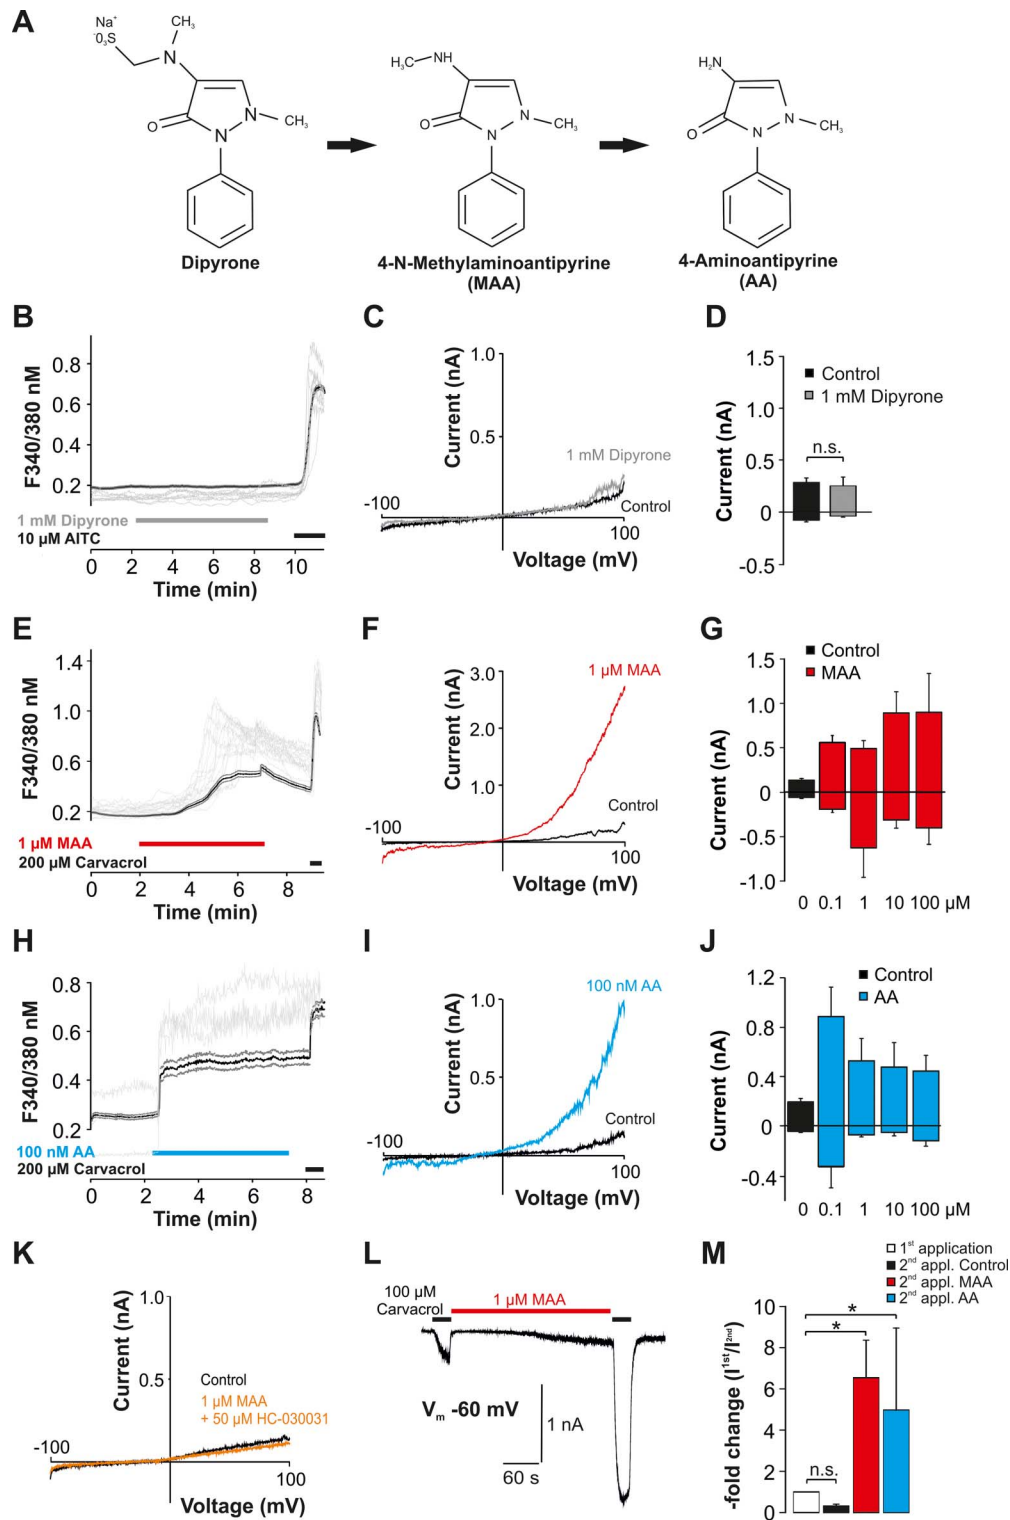 A
Na⁺
⁻O₃S
CH₃
N
N
N
CH₃
O
Dipyrone
H₃C
NH
N
N
CH₃
O
4-N-Methylaminoantipyrine
(MAA)
H₂N
N
N
CH₃
O
4-Aminoantipyrine
(AA)
B
F340/380 nM
0.8
0.6
0.4
0.2
1 mM Dipyrone
10 µM AITC
0 2 4 6 8 10
Time (min)
C
Current (nA)
1.0
0.5
1 mM Dipyrone
Control
-100
100
Voltage (mV)
D
Current (nA)
1.5
1.0
0.5
0
-0.5
Control
1 mM Dipyrone
n.s.
E
F340/380 nM
1.4
1.0
0.6
0.2
1 µM MAA
200 µM Carvacrol
0 2 4 6 8
Time (min)
F
Current (nA)
3.0
2.0
1.0
1 µM MAA
Control
-100
100
Voltage (mV)
G
Current (nA)
Control
MAA
1.0
0.5
0
-0.5
-1.0
0 0.1 1 10 100 µM
H
F340/380 nM
0.8
0.6
0.4
0.2
100 nM AA
200 µM Carvacrol
0 2 4 6 8
Time (min)
I
Current (nA)
1.0
0.5
100 nM AA
Control
-100
100
Voltage (mV)
J
Current (nA)
1.2
0.8
0.4
0
-0.4
Control
AA
0 0.1 1 10 100 µM
K
Current (nA)
1.0
0.5
Control
1 µM MAA
+ 50 µM HC-030031
-100
100
Voltage (mV)
L
100 µM
Carvacrol
1 µM MAA
Vₘ -60 mV
1 nA
60 s
M
1ˢᵗ application
2ⁿᵈ appl. Control
2ⁿᵈ appl. MAA
2ⁿᵈ appl. AA
-fold change (I¹ˢᵗ/I²ⁿᵈ)
10
8
6
4
2
0
*
*
n.s.